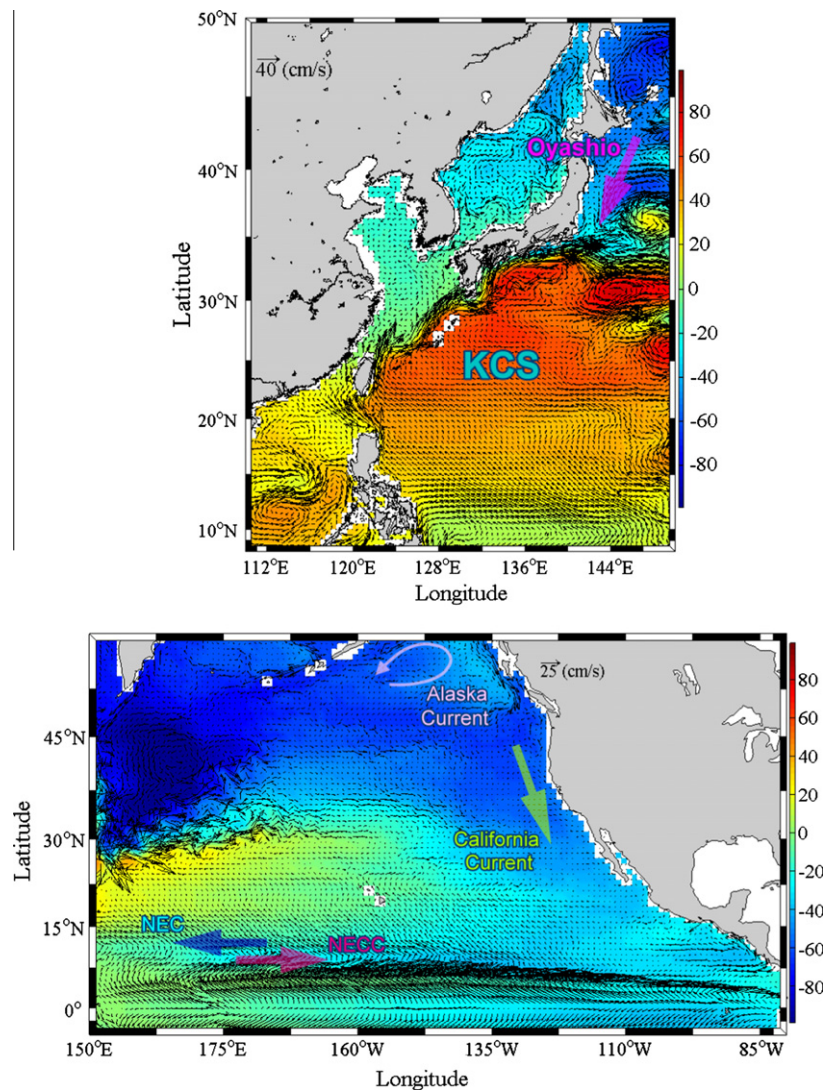 50°N
40 (cm/s)
80
Oyashio
60
40°N
40
20
Latitude
30°N
0
-20
KCS
-40
20°N
-60
-80
10°N
112°E 120°E 128°E 136°E 144°E
Longitude
25 (cm/s)
80
Alaska
Current
60
45°N
40
20
Latitude
30°N
California
Current
0
-20
15°N
NEC
NECC
-40
-60
0°
-80
150°E 175°E 160°W 135°W 110°W 85°W
Longitude